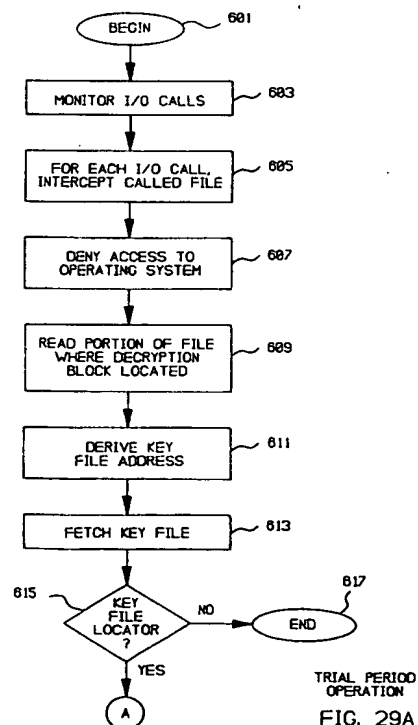 BEGIN
601
MONITOR I/O CALLS
603
FOR EACH I/O CALL,
INTERCEPT CALLED FILE
605
DENY ACCESS TO
OPERATING SYSTEM
607
READ PORTION OF FILE
WHERE DECRYPTION
BLOCK LOCATED
609
DERIVE KEY
FILE ADDRESS
611
FETCH KEY FILE
613
615
KEY
FILE
LOCATOR
?
NO
617
END
YES
A
TRIAL PERIOD
OPERATION
FIG. 29A